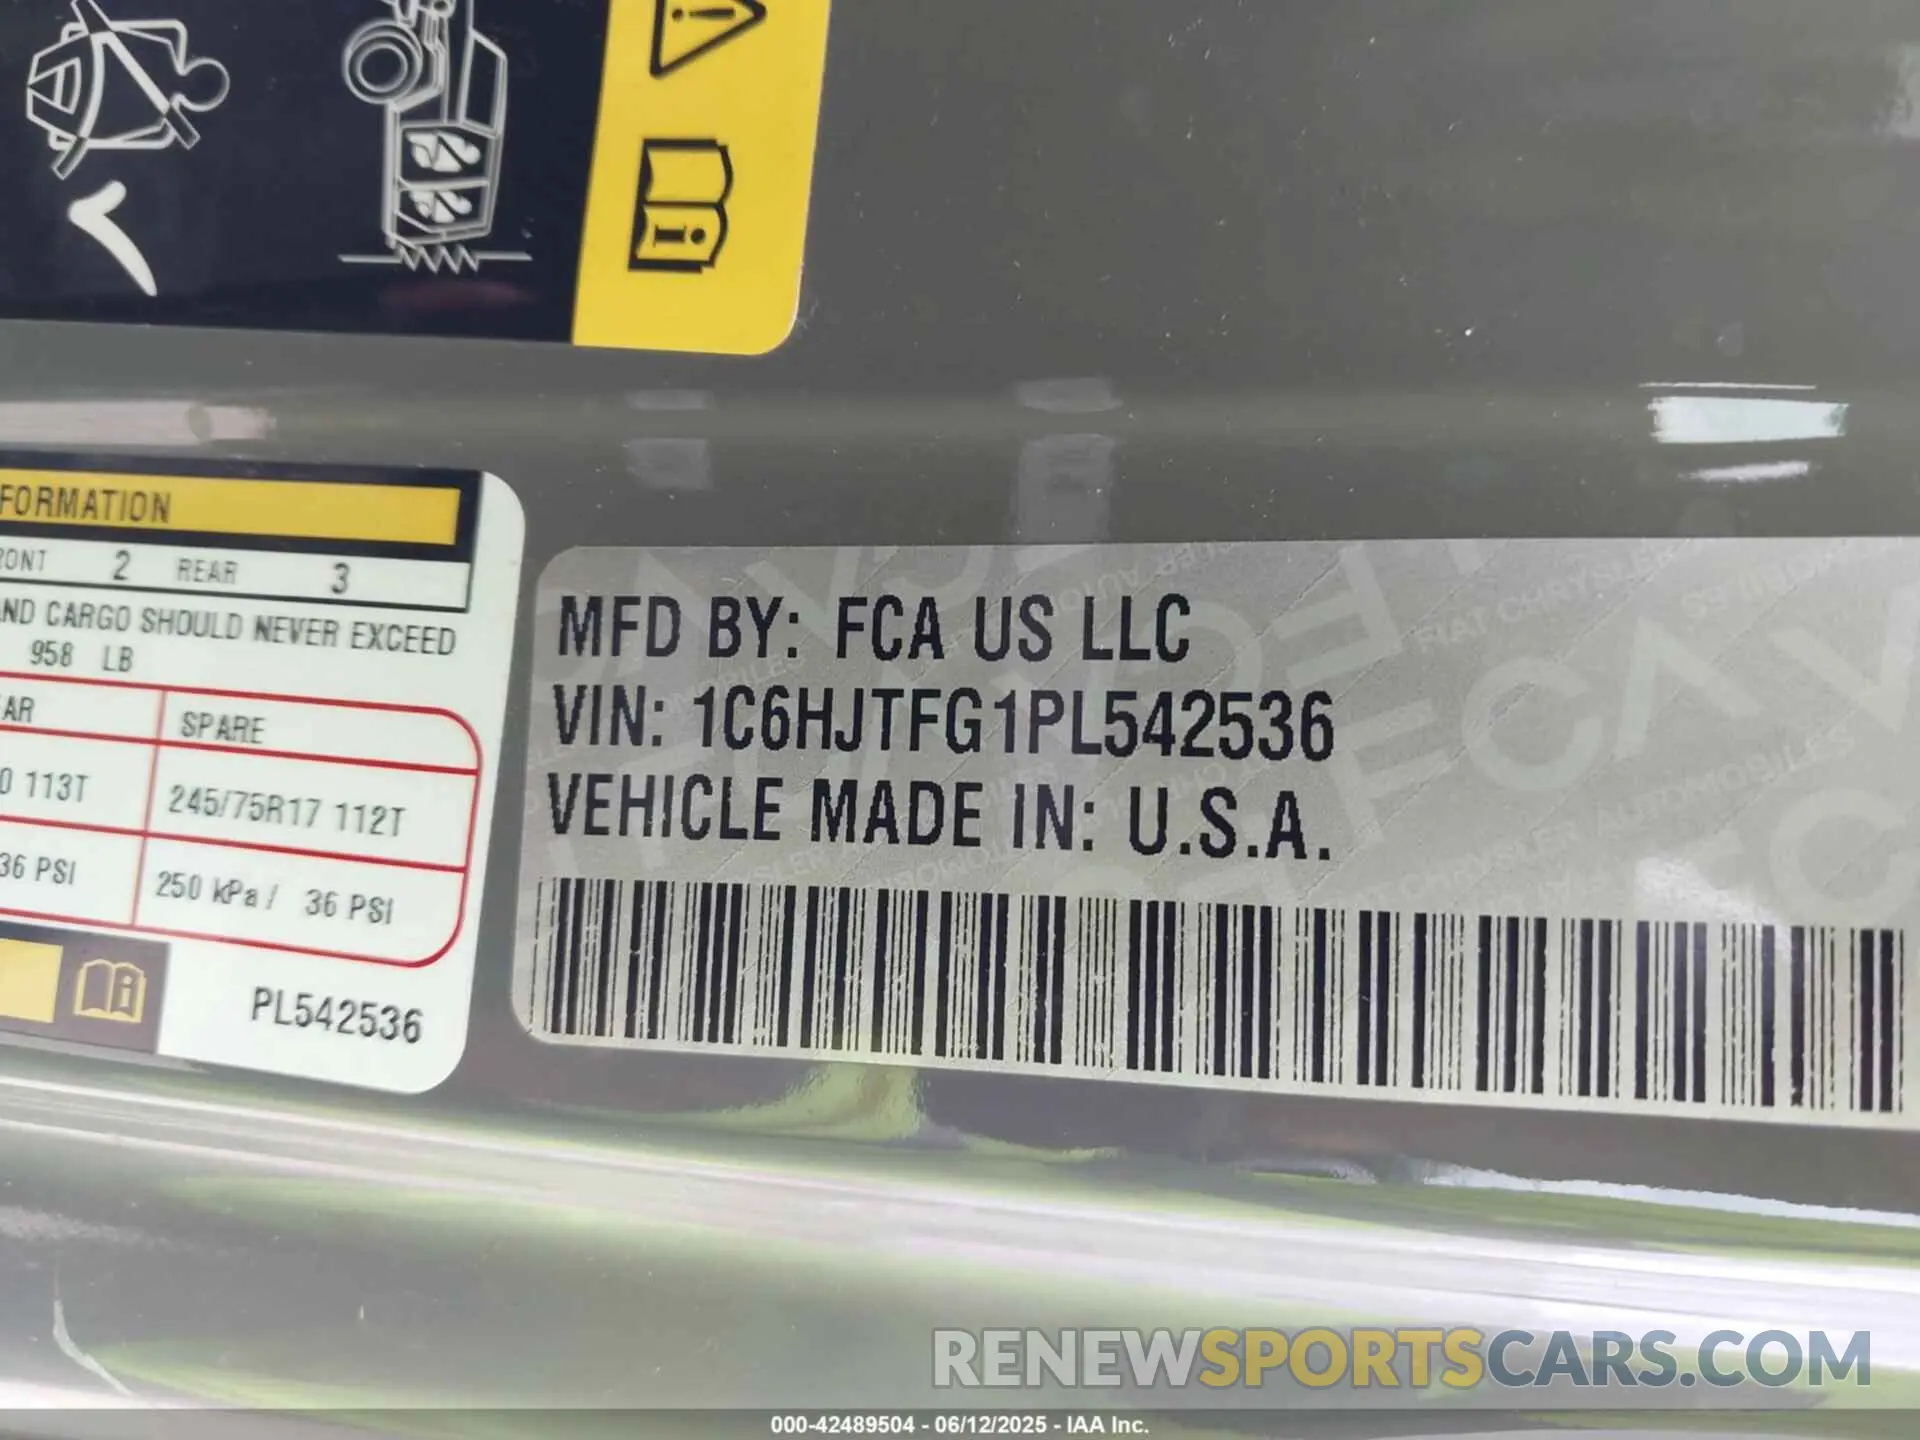 FORMATION
RONT 2 REAR 3
AND CARGO SHOULD NEVER EXCEED
958 LB
AR SPARE
0 113T 245/75R17 112T
36 PSI 250 kPa / 36 PSI
PL542536
MFD BY: FCA US LLC
VIN: 1C6HJTFG1PL542536
VEHICLE MADE IN: U.S.A.
RENEWSPORTSCARS.COM
000-42489504 - 06/12/2025 - IAA Inc.